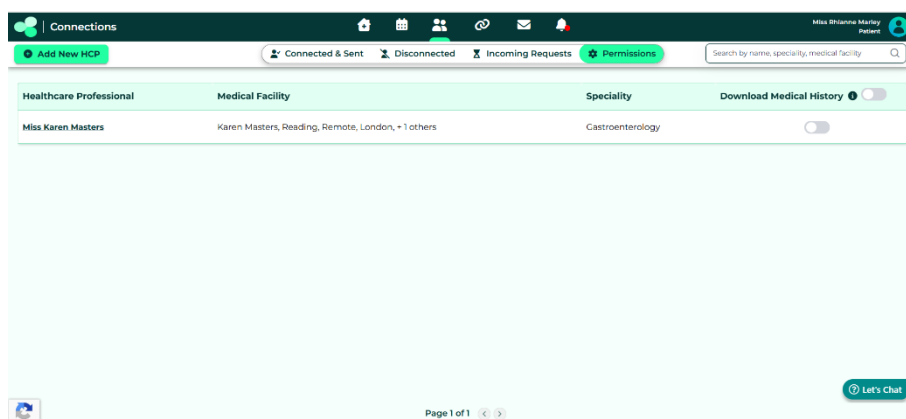 Connections
Miss Rhianne Marley
Patient
Add New HCP
Connected & Sent
Disconnected
Incoming Requests
Permissions
Search by name, speciality, medical facility
Healthcare Professional
Medical Facility
Speciality
Download Medical History
Miss Karen Masters
Karen Masters, Reading, Remote, London, + 1 others
Gastroenterology
Let's Chat
Page 1 of 1